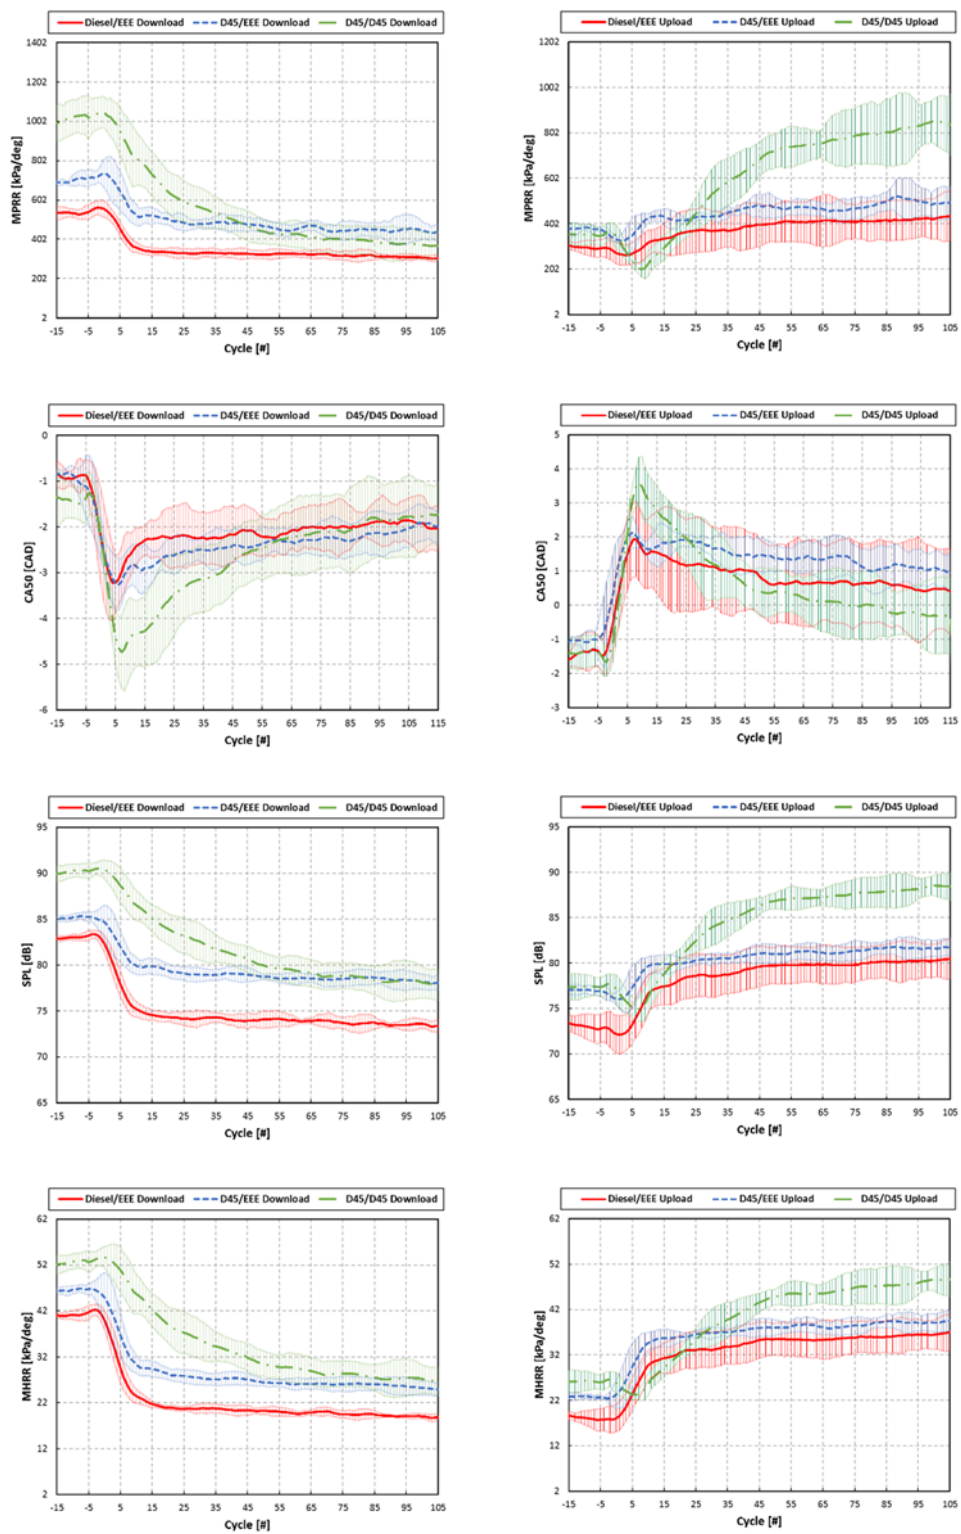 Diesel/EEE Download D45/EEE Download D45/D45 Download
1402
1202
1002
802
602
402
202
2
MPRR [kPa/deg]
-15 -5 5 15 25 35 45 55 65 75 85 95 105
Cycle [#]
Diesel/EEE Upload D45/EEE Upload D45/D45 Upload
1202
1002
802
602
402
202
2
MPRR [kPa/deg]
-15 -5 5 15 25 35 45 55 65 75 85 95 105
Cycle [#]
Diesel/EEE Download D45/EEE Download D45/D45 Download
0
-1
-2
-3
-4
-5
-6
CA50 [CAD]
-15 -5 5 15 25 35 45 55 65 75 85 95 105 115
Cycle [#]
Diesel/EEE Upload D45/EEE Upload D45/D45 Upload
5
4
3
2
1
0
-1
-2
-3
CA50 [CAD]
-15 -5 5 15 25 35 45 55 65 75 85 95 105 115
Cycle [#]
Diesel/EEE Download D45/EEE Download D45/D45 Download
95
90
85
80
75
70
65
SPL [dB]
-15 -5 5 15 25 35 45 55 65 75 85 95 105
Cycle [#]
Diesel/EEE Upload D45/EEE Upload D45/D45 Upload
95
90
85
80
75
70
65
SPL [dB]
-15 -5 5 15 25 35 45 55 65 75 85 95 105
Cycle [#]
Diesel/EEE Download D45/EEE Download D45/D45 Download
62
52
42
32
22
12
2
MHRR [kPa/deg]
-15 -5 5 15 25 35 45 55 65 75 85 95 105
Cycle [#]
Diesel/EEE Upload D45/EEE Upload D45/D45 Upload
62
52
42
32
22
12
2
MHRR [kPa/deg]
-15 -5 5 15 25 35 45 55 65 75 85 95 105
Cycle [#]